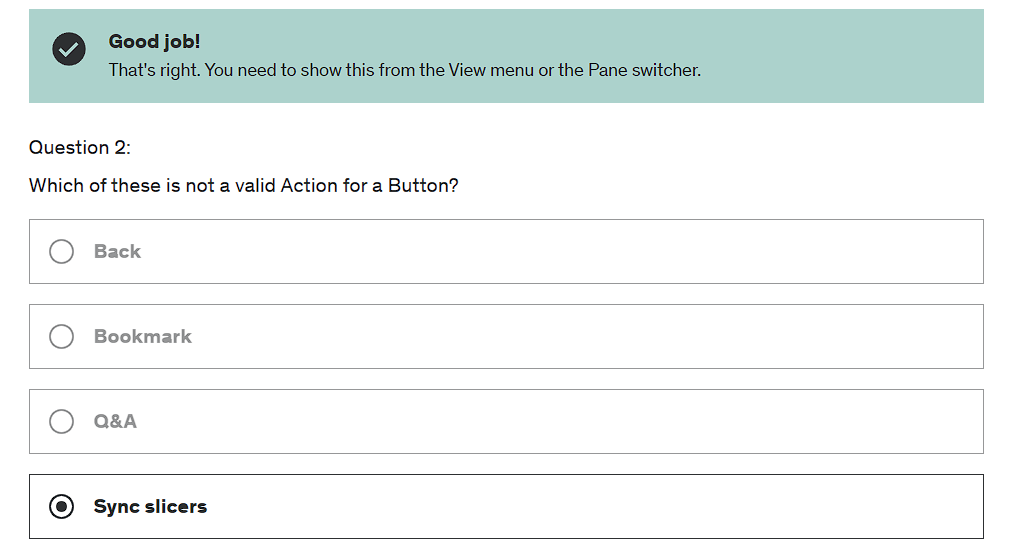 Good job!
That's right. You need to show this from the View menu or the Pane switcher.
Question 2:
Which of these is not a valid Action for a Button?
Back
Bookmark
Q&A
Sync slicers